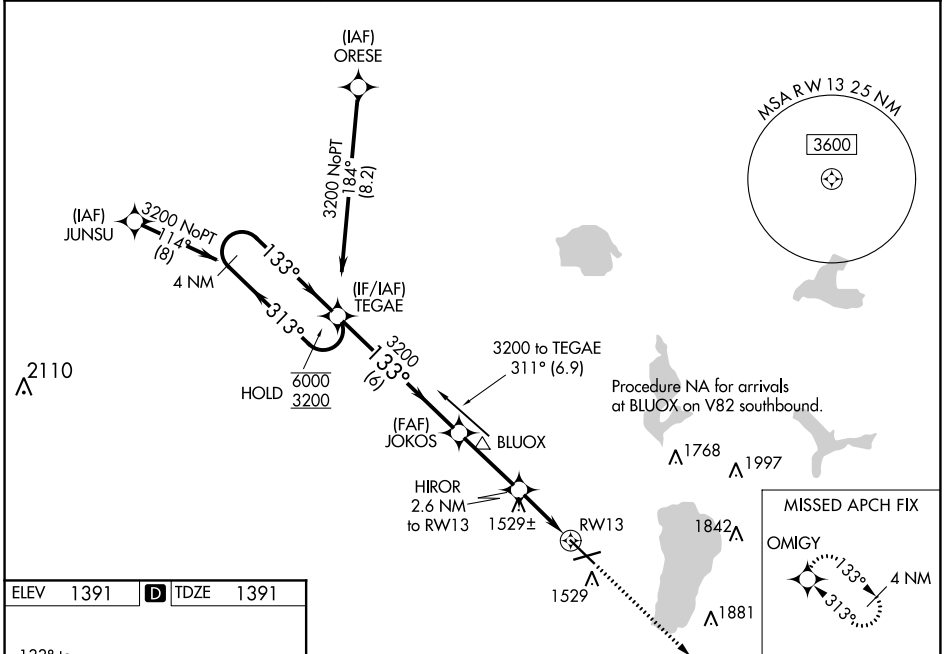 (IAF)
ORESE
MSA RW 13 25 NM
3600
3200 NoPT
184°
(8.2)
(IAF)
JUNSU
3200 NoPT
114°
(8)
4 NM
133°
313°
(IF/IAF)
TEGAE
HOLD
6000
3200
3200
133°
(6)
3200 to TEGAE
311° (6.9)
Procedure NA for arrivals
at BLUOX on V82 southbound.
2110
(FAF)
JOKOS
BLUOX
1768
1997
HIROR
2.6 NM
to RW13
1529±
RW13
1842
1529
1881
MISSED APCH FIX
OMIGY
133°
313°
4 NM
ELEV 1391
D
TDZE 1391